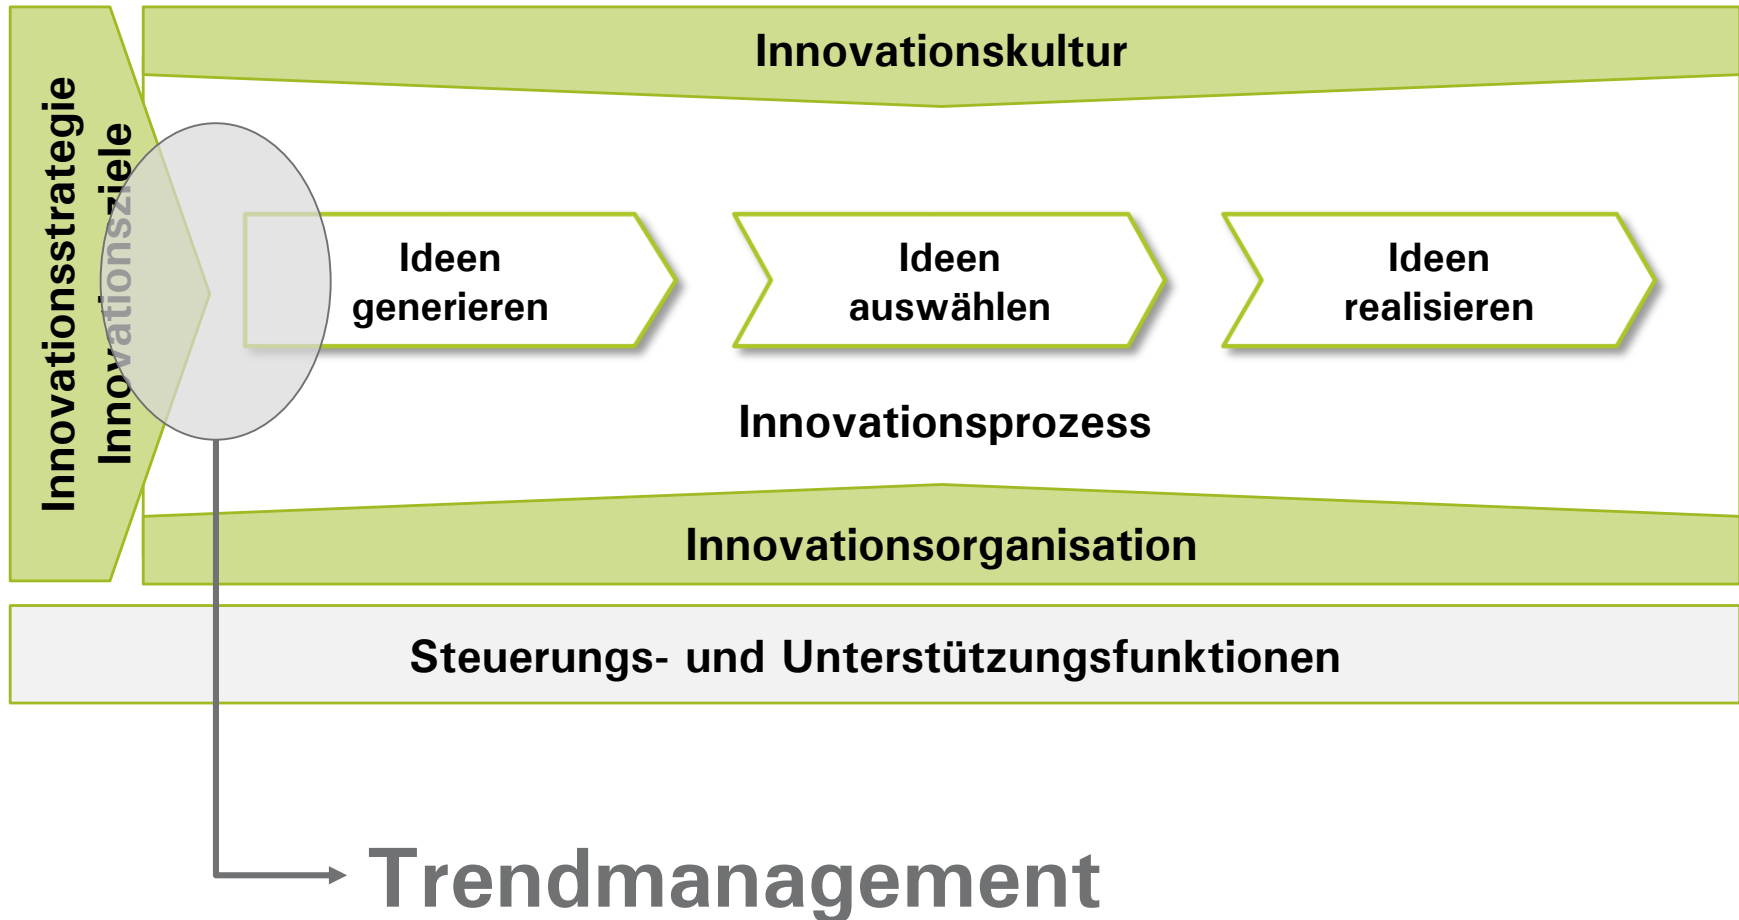 Innovationskultur
Innovationsstrategie
Innovationsziele
Ideen
generieren
Ideen
auswählen
Ideen
realisieren
Innovationsprozess
Innovationsorganisation
Steuerungs- und Unterstützungsfunktionen
Trendmanagement